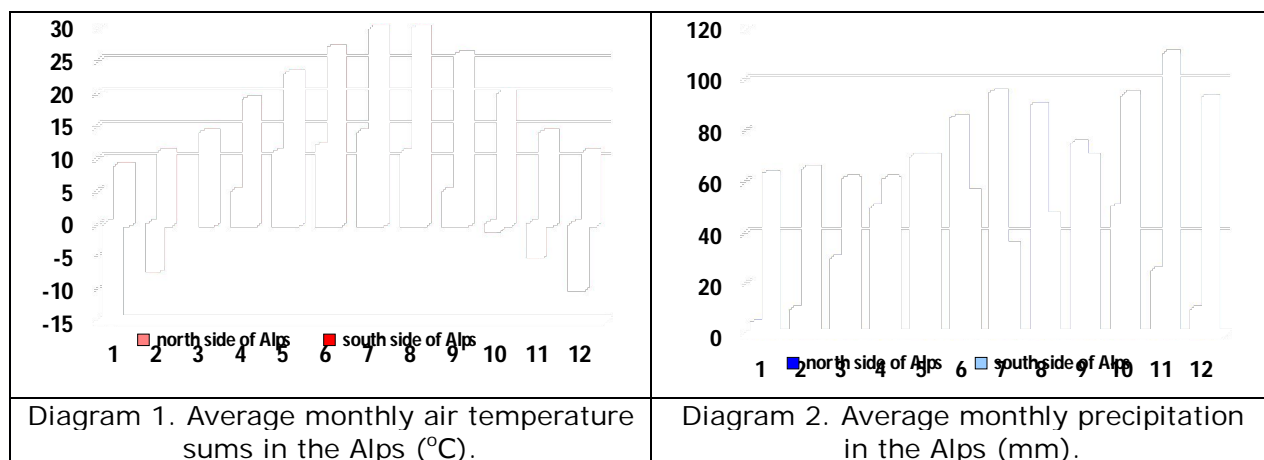 30
25
20
15
10
5
0
-5
-10
-15
north side of Alps south side of Alps
1 2 3 4 5 6 7 8 9 10 11 12
120
100
80
60
40
20
0
north side of Alps south side of Alps
1 2 3 4 5 6 7 8 9 10 11 12
Diagram 1. Average monthly air temperature
sums in the Alps (°C).
Diagram 2. Average monthly precipitation
in the Alps (mm).